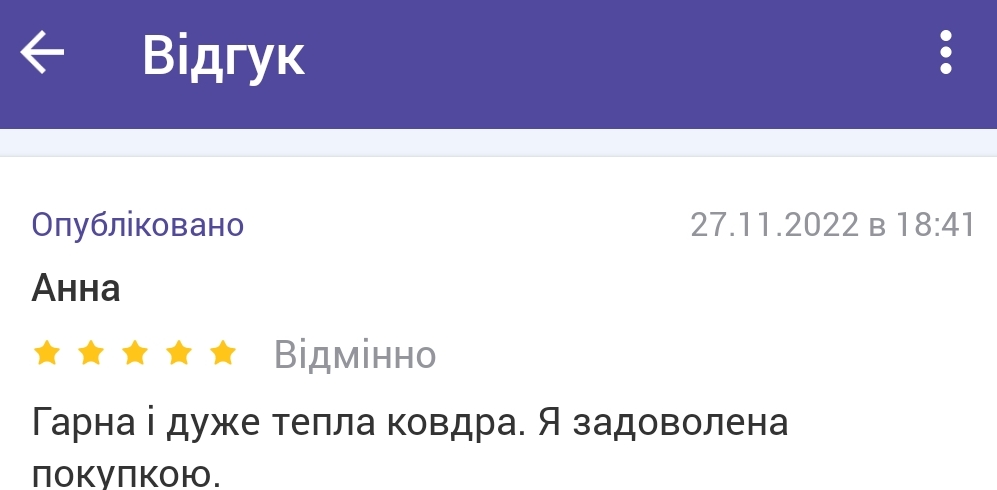 Відгук
Опубліковано 27.11.2022 в 18:41
Анна
Відмінно
Гарна і дуже тепла ковдра. Я задоволена
покупкою.